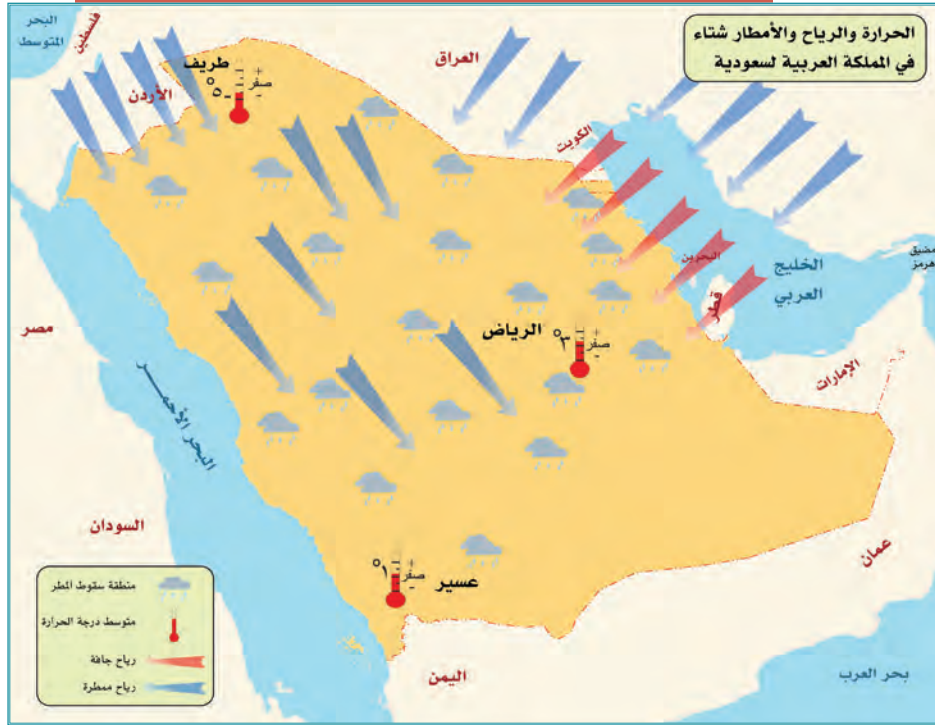 الحرارة والرياح والأمطار شتاء
في المملكة العربية لسعودية
البحر
المتوسط
فلسطين
الأردن
العراق
طريف
+
صفر
-
٥-°
الكويت
البحرين
الخليج
العربي
مضيق
هرمز
قطر
مصر
الرياض
+
صفر
-
٣°
الإمارات
البحر الأحمـــر
السودان
عسير
+
صفر
-
١°
عمان
اليمن
بحر العرب
منطقة سقوط المطر
متوسط درجة الحرارة
رياح جافة
رياح ممطرة